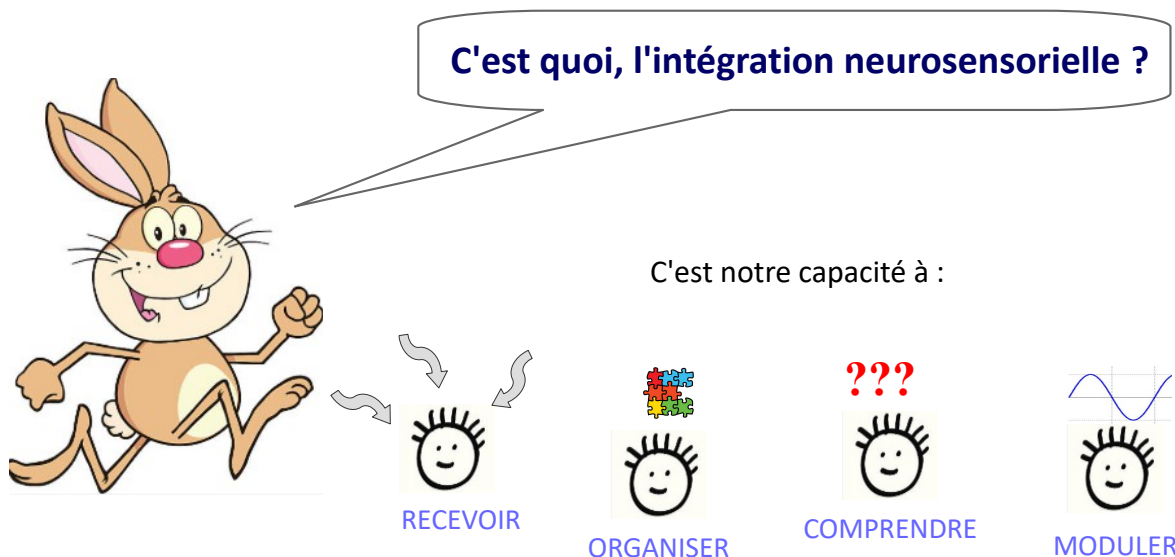 C'est quoi, l'intégration neurosensorielle ?
C'est notre capacité à :
???
RECEVOIR
ORGANISER
COMPRENDRE
MODULER